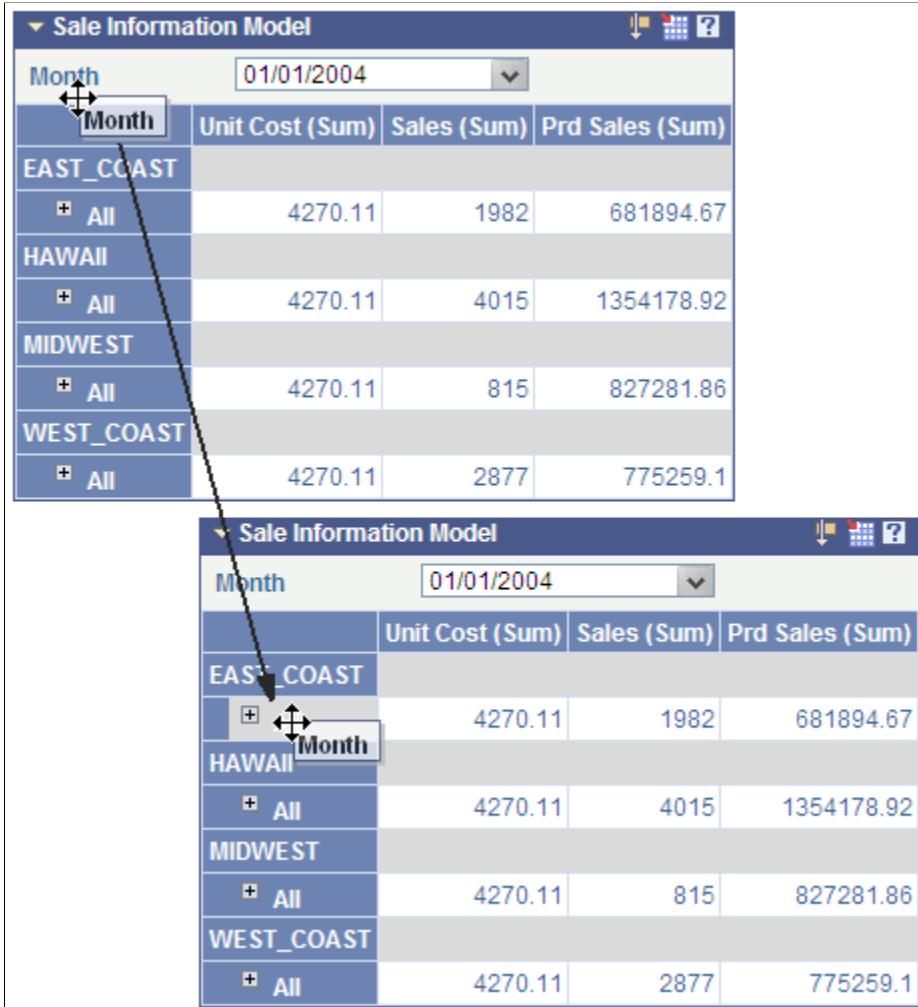 Sale Information Model
Month 01/01/2004
Month
Unit Cost (Sum) Sales (Sum) Prd Sales (Sum)
EAST_COAST
All 4270.11 1982 681894.67
HAWAII
All 4270.11 4015 1354178.92
MIDWEST
All 4270.11 815 827281.86
WEST_COAST
All 4270.11 2877 775259.1
Sale Information Model
Month 01/01/2004
Unit Cost (Sum) Sales (Sum) Prd Sales (Sum)
EAST_COAST
4270.11 1982 681894.67
Month
HAWAII
All 4270.11 4015 1354178.92
MIDWEST
All 4270.11 815 827281.86
WEST_COAST
All 4270.11 2877 775259.1